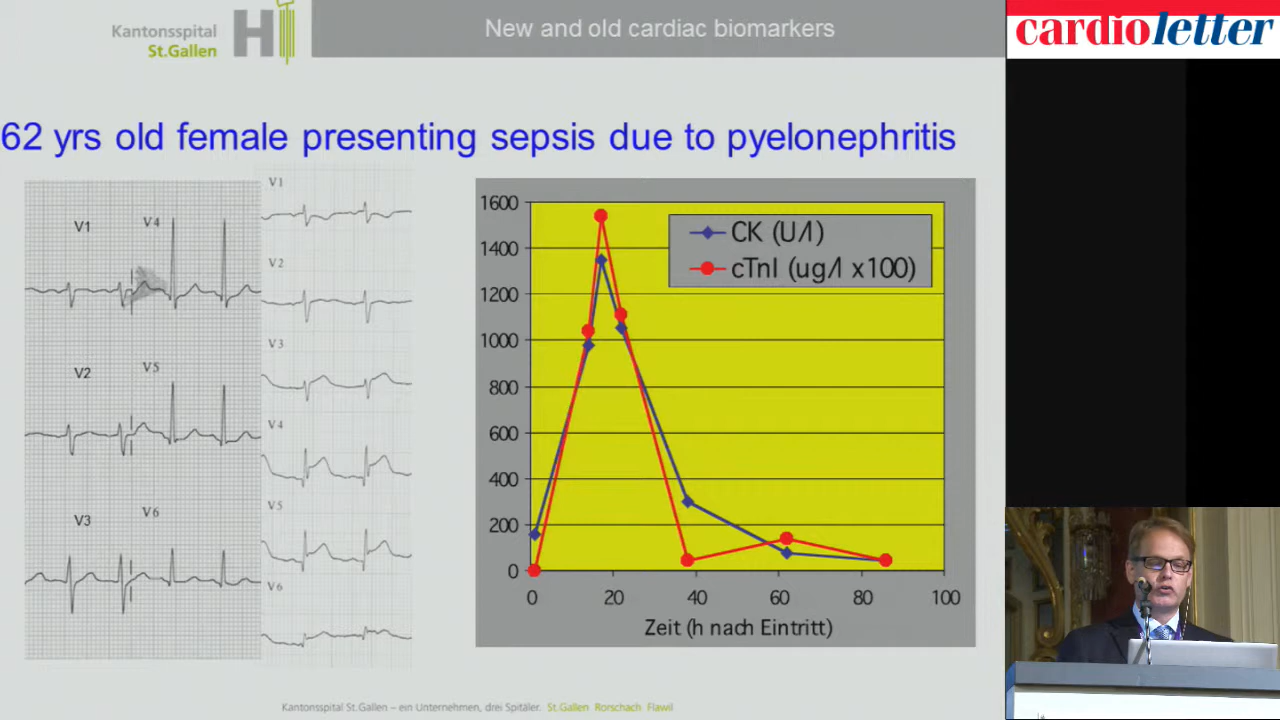 Kantonsspital
St.Gallen
New and old cardiac biomarkers
cardioletter
62 yrs old female presenting sepsis due to pyelonephritis
V1
V4
V2
V5
V3
V6
V1
V2
V3
V4
V5
V6
1600
1400
1200
1000
800
600
400
200
0
CK (U/l)
cTnI (ug/l x100)
0 20 40 60 80 100
Zeit (h nach Eintritt)
Kantonsspital St.Gallen – ein Unternehmen, drei Spitäler. St.Gallen Rorschach Flawil